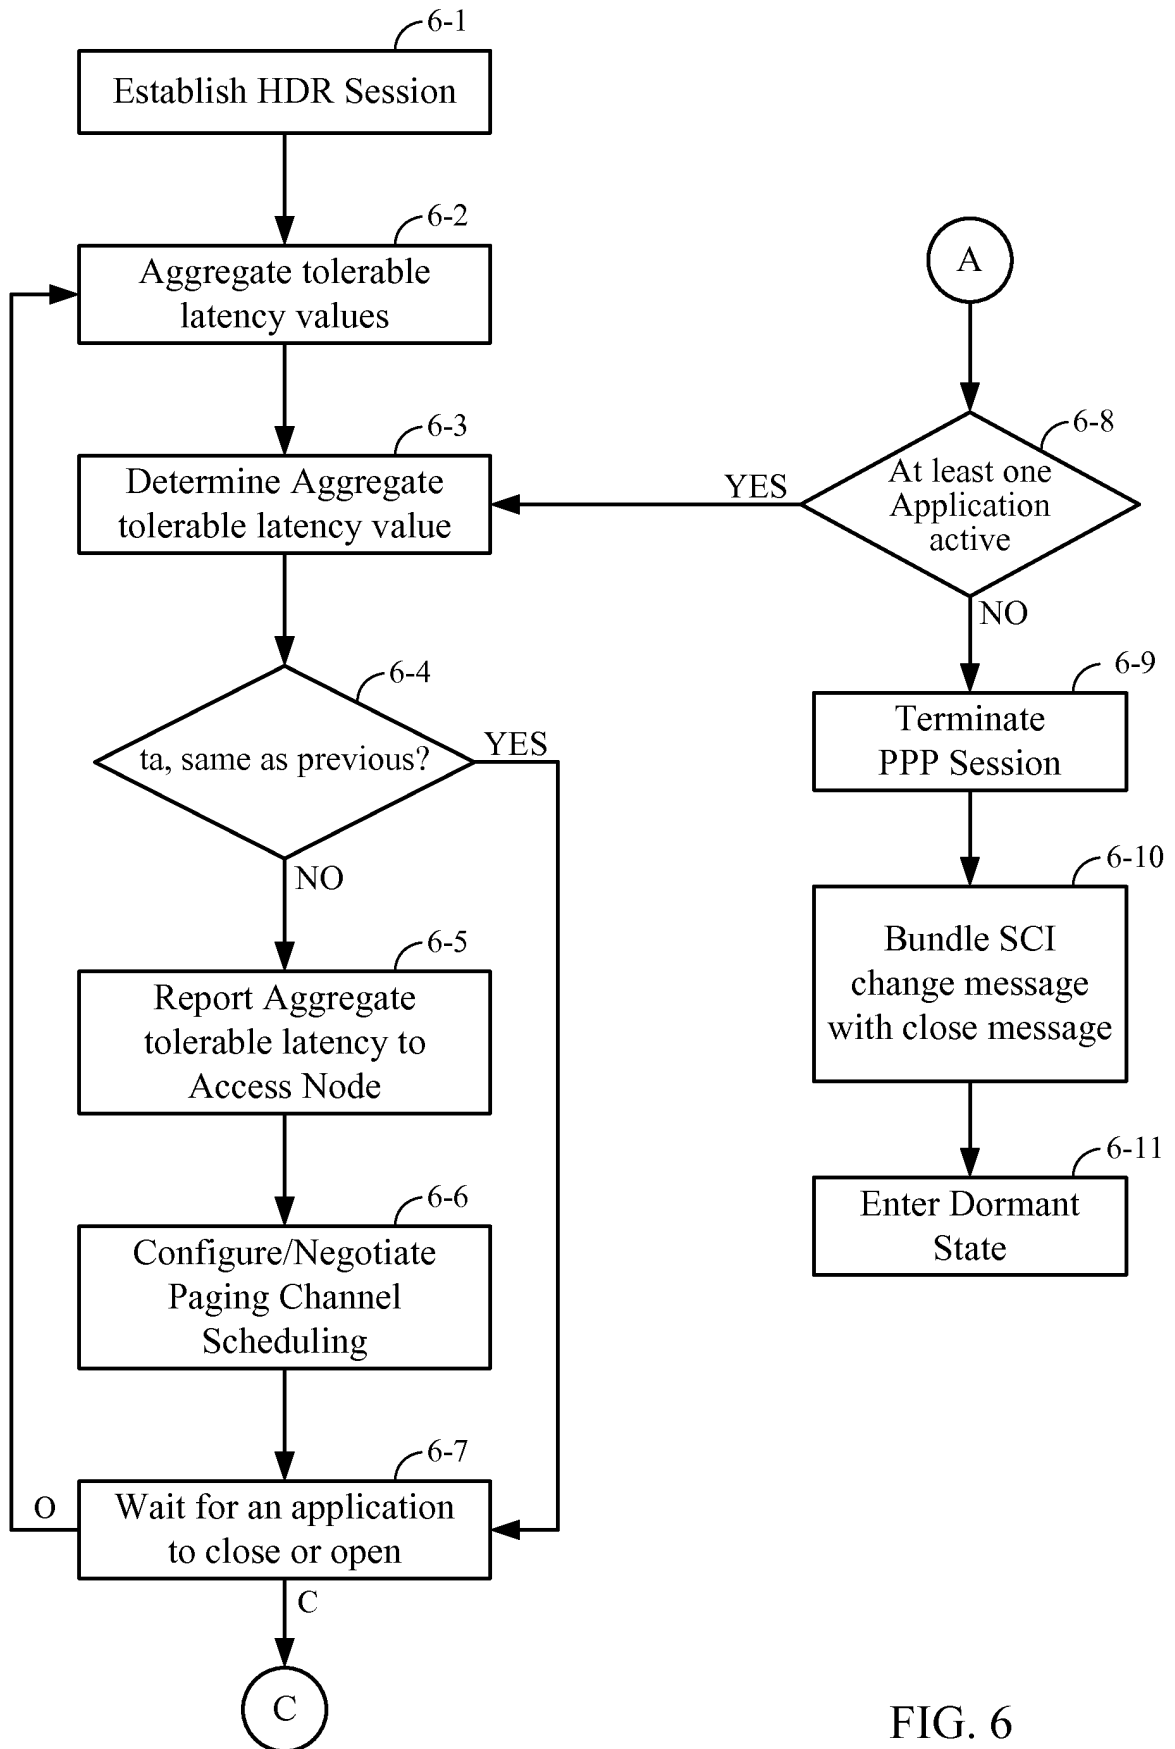 6-1
Establish HDR Session
6-2
Aggregate tolerable
latency values
6-3
Determine Aggregate
tolerable latency value
6-4
ta, same as previous?
YES
NO
6-5
Report Aggregate
tolerable latency to
Access Node
6-6
Configure/Negotiate
Paging Channel
Scheduling
6-7
Wait for an application
to close or open
O
C
C
A
6-8
At least one
Application
active
YES
NO
6-9
Terminate
PPP Session
6-10
Bundle SCI
change message
with close message
6-11
Enter Dormant
State
FIG. 6